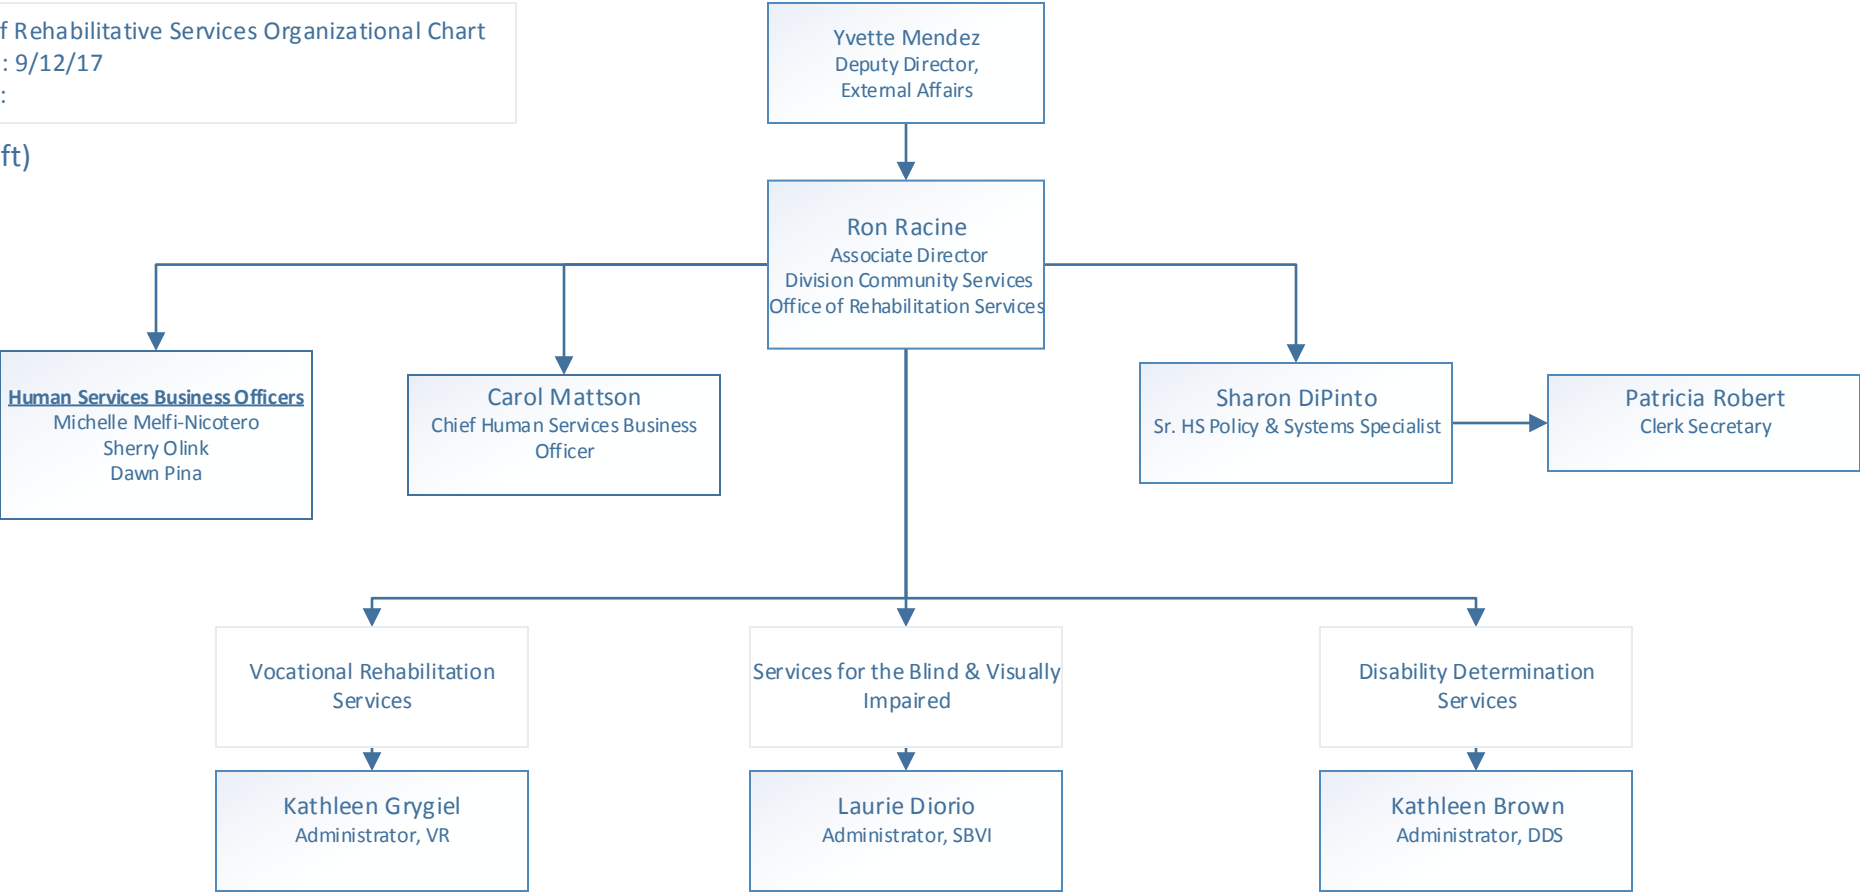 f Rehabilitative Services Organizational Chart
: 9/12/17
:
ft)
Yvette Mendez
Deputy Director,
External Affairs
Ron Racine
Associate Director
Division Community Services
Office of Rehabilitation Services
Human Services Business Officers
Michelle Melfi-Nicotero
Sherry Olink
Dawn Pina
Carol Mattson
Chief Human Services Business
Officer
Sharon DiPinto
Sr. HS Policy & Systems Specialist
Patricia Robert
Clerk Secretary
Vocational Rehabilitation
Services
Services for the Blind & Visually
Impaired
Disability Determination
Services
Kathleen Grygiel
Administrator, VR
Laurie Diorio
Administrator, SBVI
Kathleen Brown
Administrator, DDS